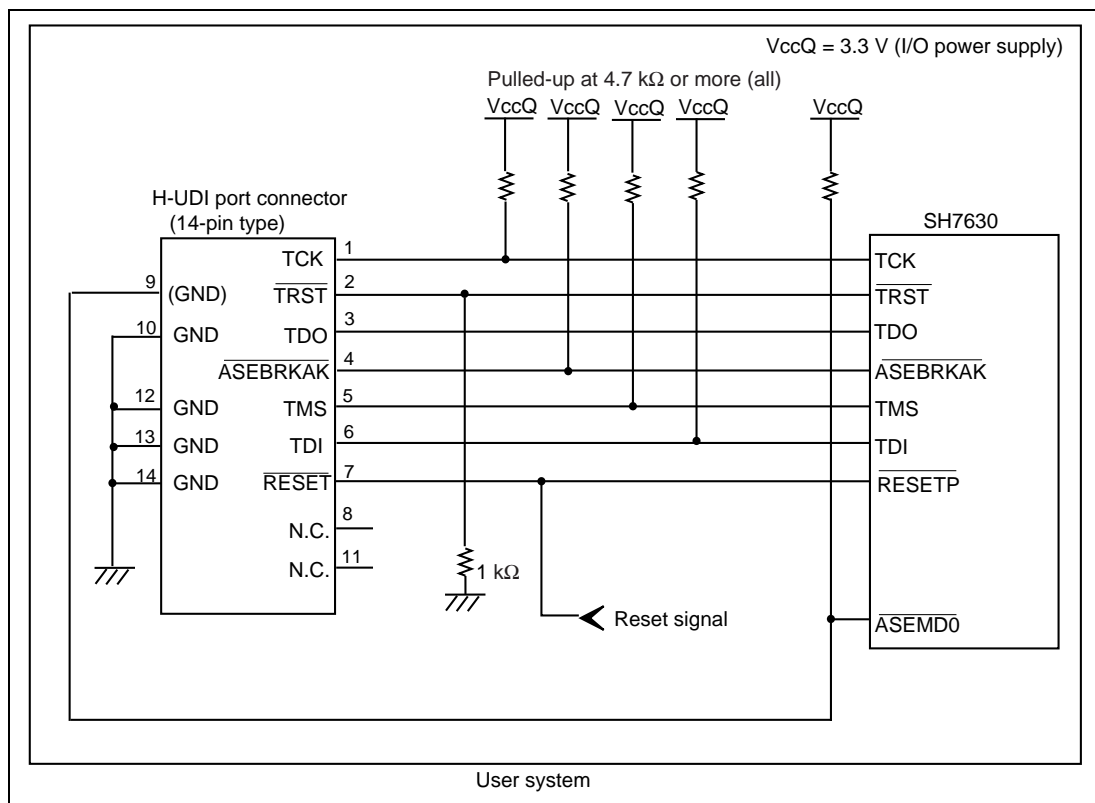 VccQ = 3.3 V (I/O power supply)
Pulled-up at 4.7 kΩ or more (all)
VccQ VccQ VccQ VccQ VccQ
H-UDI port connector
(14-pin type)
SH7630
TCK 1 TCK
9 (GND) TRST 2 TRST
10 GND TDO 3 TDO
ASEBRKAK 4 ASEBRKAK
12 GND TMS 5 TMS
13 GND TDI 6 TDI
14 GND RESET 7 RESETP
N.C. 8
N.C. 11
1 kΩ
Reset signal
ASEMD0
User system